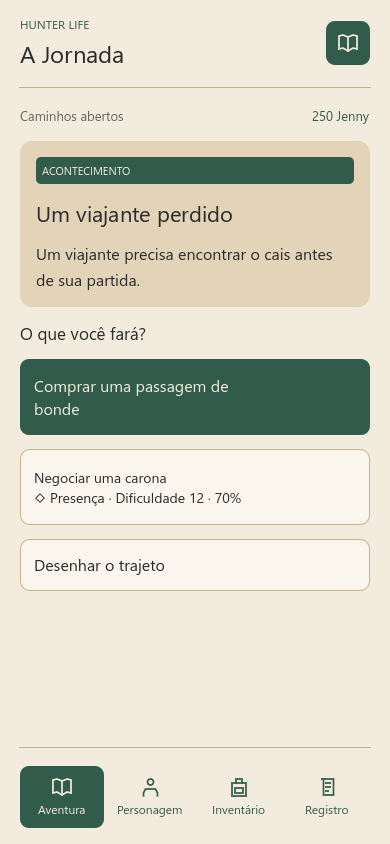 HUNTER LIFE
A Jornada
Caminhos abertos
250 Jenny
ACONTECIMENTO
Um viajante perdido
Um viajante precisa encontrar o cais antes
de sua partida.
O que você fará?
Comprar uma passagem de
bonde
Negociar uma carona
◇ Presença · Dificuldade 12 · 70%
Desenhar o trajeto
Aventura
Personagem
Inventário
Registro